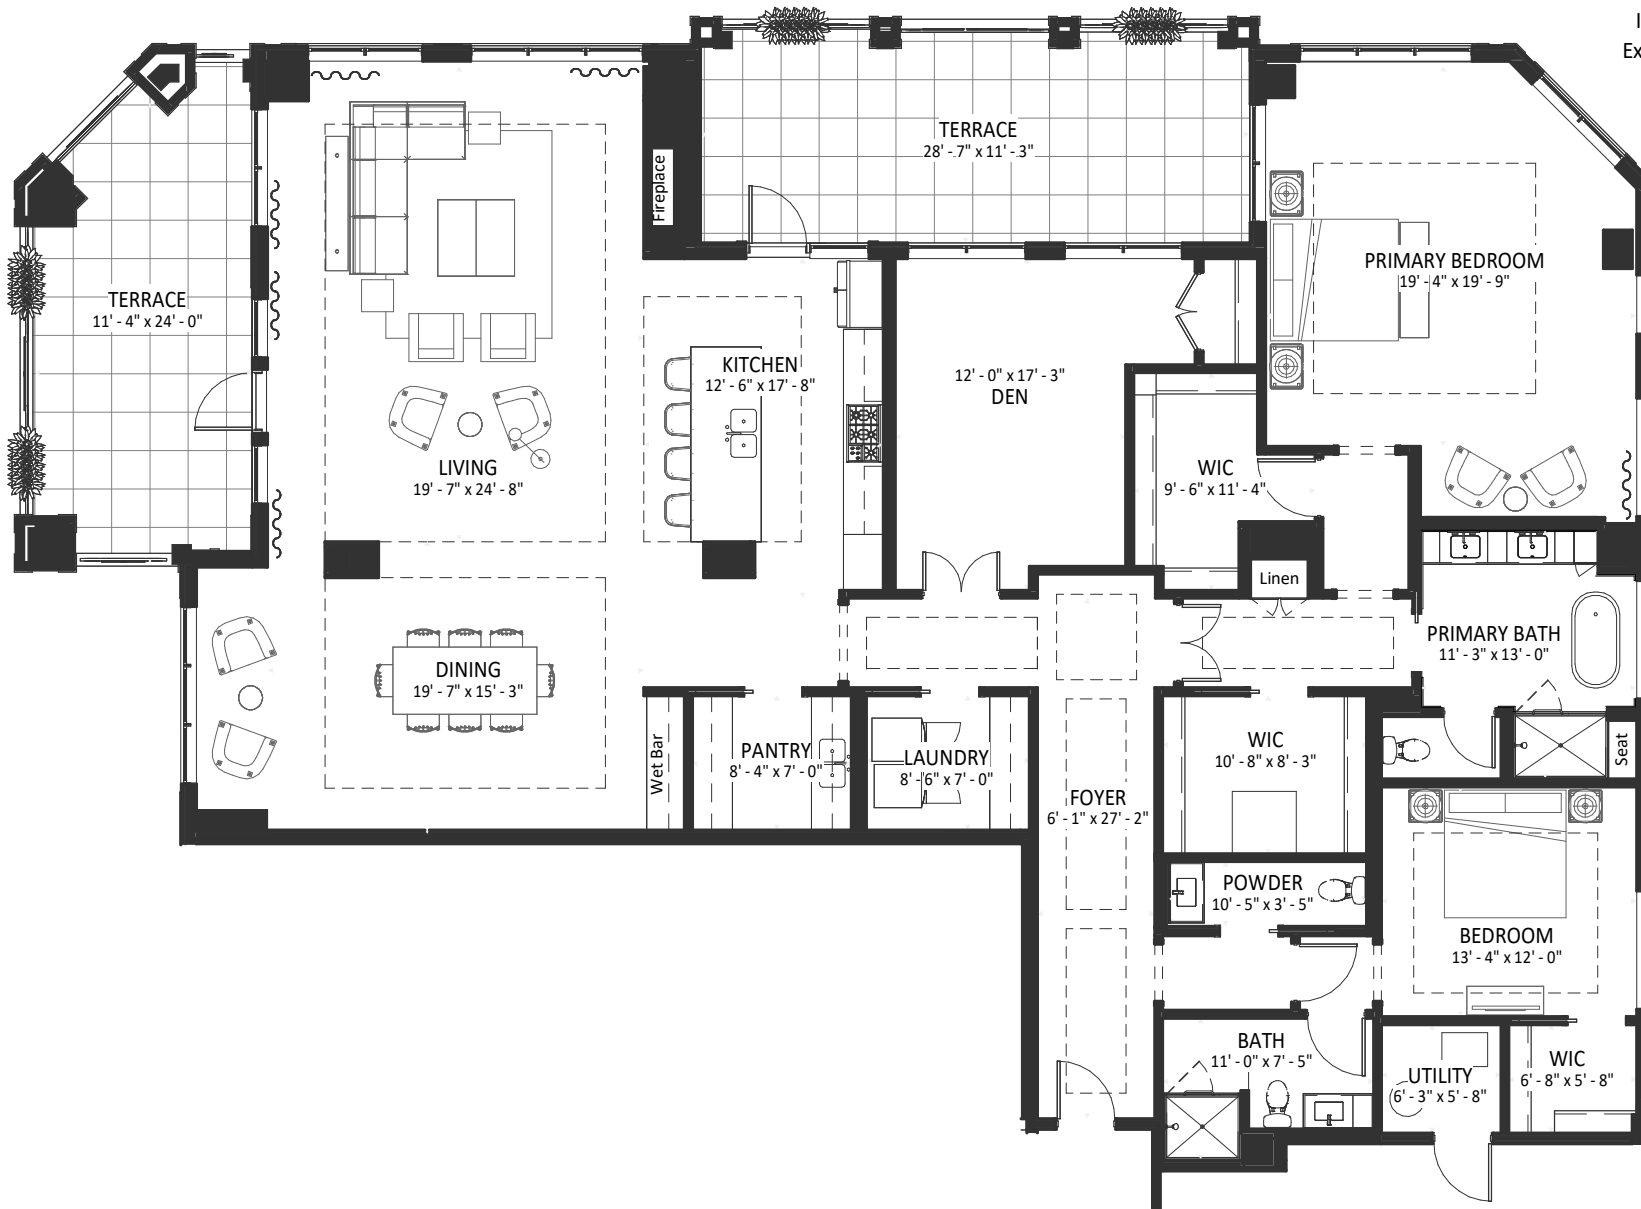 I
Ex
TERRACE
28' - 7" x 11' - 3"
Fireplace
PRIMARY BEDROOM
19' - 4" x 19' - 9"
TERRACE
11' - 4" x 24' - 0"
KITCHEN
12' - 6" x 17' - 8"
12' - 0" x 17' - 3"
DEN
LIVING
19' - 7" x 24' - 8"
WIC
9' - 6" x 11' - 4"
Linen
PRIMARY BATH
11' - 3" x 13' - 0"
DINING
19' - 7" x 15' - 3"
Wet Bar
PANTRY
8' - 4" x 7' - 0"
LAUNDRY
8' - 6" x 7' - 0"
WIC
10' - 8" x 8' - 3"
Seat
FOYER
6' - 1" x 27' - 2"
POWDER
10' - 5" x 3' - 5"
BEDROOM
13' - 4" x 12' - 0"
BATH
11' - 0" x 7' - 5"
UTILITY
6' - 3" x 5' - 8"
WIC
6' - 8" x 5' - 8"